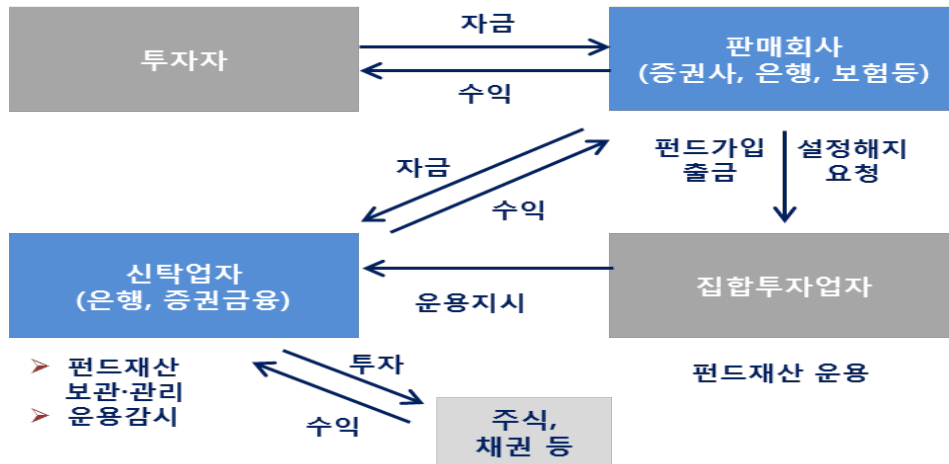 자금
투자자
판매회사
(증권사, 은행, 보험등)
수익
자금
수익
펀드가입
출금
설정해지
요청
신탁업자
(은행, 증권금융)
운용지시
집합투자업자
펀드재산
보관·관리
운용감시
투자
수익
주식,
채권 등
펀드재산 운용